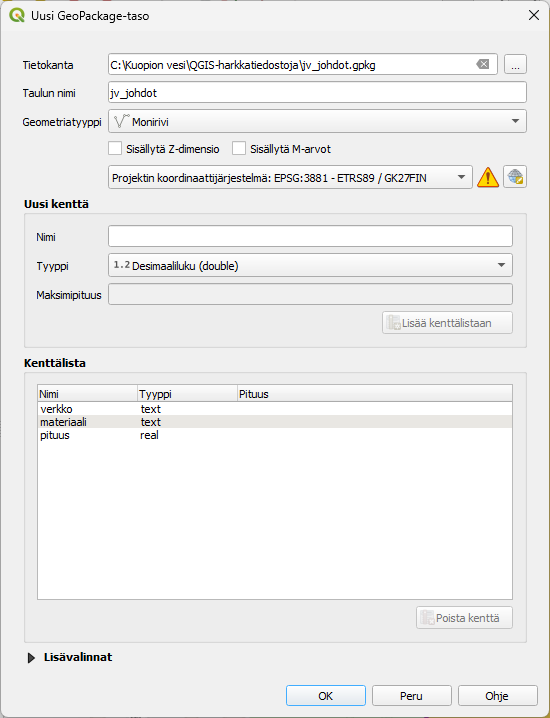 Uusi GeoPackage-taso
Tietokanta C:\Kuopion vesi\QGIS-harkkatiedostoja\jv_johdot.gpkg ...
Taulun nimi jv_johdot
Geometriatyyppi Monirivi
Sisällytä Z-dimensio Sisällytä M-arvot
Projektin koordinaattijärjestelmä: EPSG:3881 - ETRS89 / GK27FIN
Uusi kenttä
Nimi
Tyyppi 1.2 Desimaaliluku (double)
Maksimipituus
Lisää kenttälistaan
Kenttälista
Nimi Tyyppi Pituus
verkko text
materiaali text
pituus real
Poista kenttä
Lisävalinnat
OK Peru Ohje